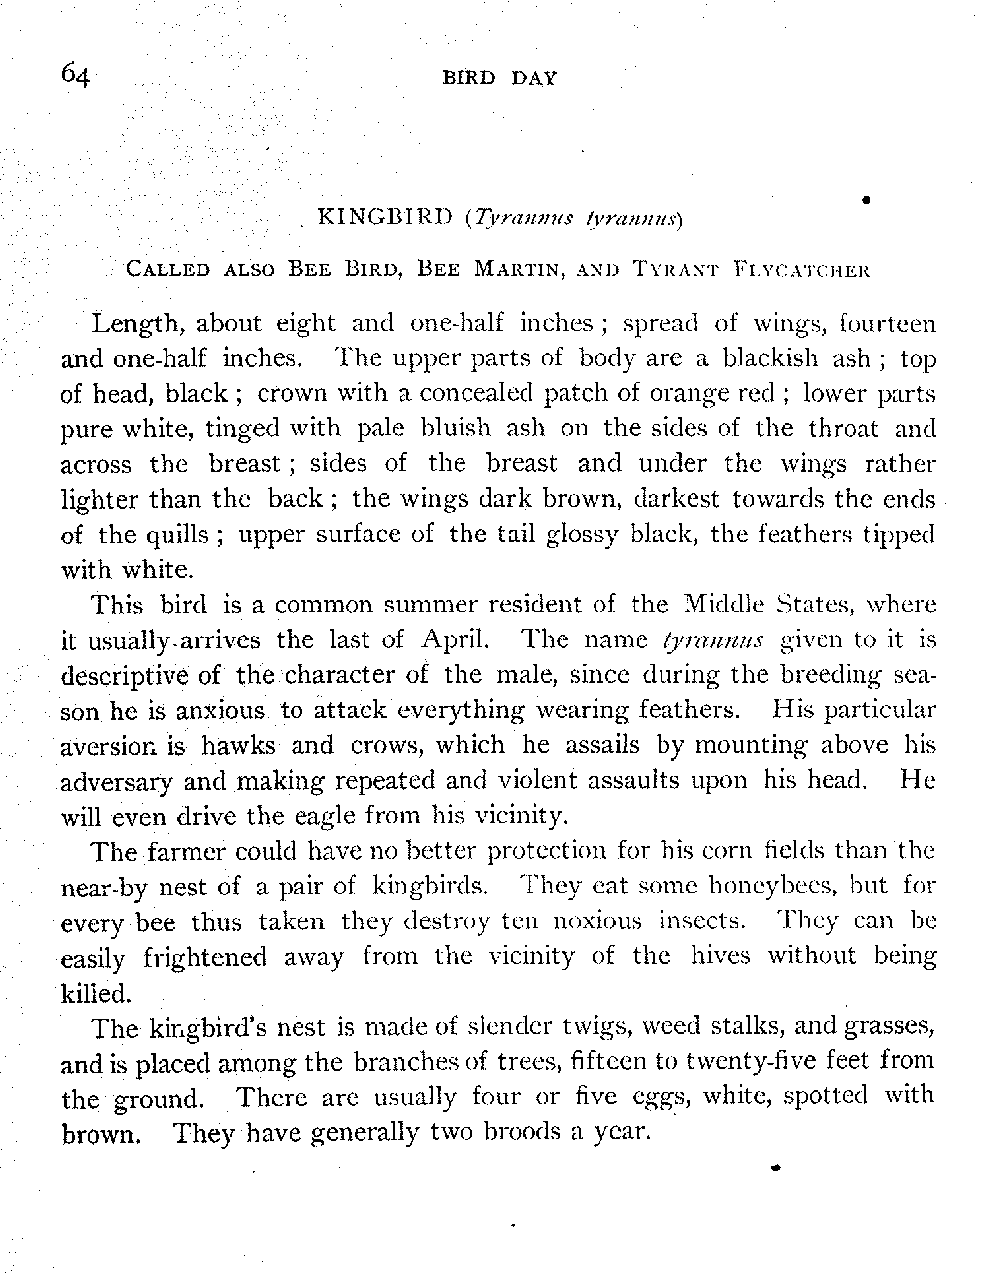 64 BIRD DAY
KINGBIRD (Tyrannus tyrannus)
CALLED ALSO BEE BIRD, BEE MARTIN, AND TYRANT FLYCATCHER
Length, about eight and one-half inches ; spread of wings, fourteen
and one-half inches. The upper parts of body are a blackish ash ; top
of head, black ; crown with a concealed patch of orange red ; lower parts
pure white, tinged with pale bluish ash on the sides of the throat and
across the breast ; sides of the breast and under the wings rather
lighter than the back ; the wings dark brown, darkest towards the ends
of the quills ; upper surface of the tail glossy black, the feathers tipped
with white.
This bird is a common summer resident of the Middle States, where
it usually arrives the last of April. The name tyrannus given to it is
descriptive of the character of the male, since during the breeding sea-
son he is anxious to attack everything wearing feathers. His particular
aversion is hawks and crows, which he assails by mounting above his
adversary and making repeated and violent assaults upon his head. He
will even drive the eagle from his vicinity.
The farmer could have no better protection for his corn fields than the
near-by nest of a pair of kingbirds. They eat some honeybees, but for
every bee thus taken they destroy ten noxious insects. They can be
easily frightened away from the vicinity of the hives without being
killed.
The kingbird's nest is made of slender twigs, weed stalks, and grasses,
and is placed among the branches of trees, fifteen to twenty-five feet from
the ground. There are usually four or five eggs, white, spotted with
brown. They have generally two broods a year.